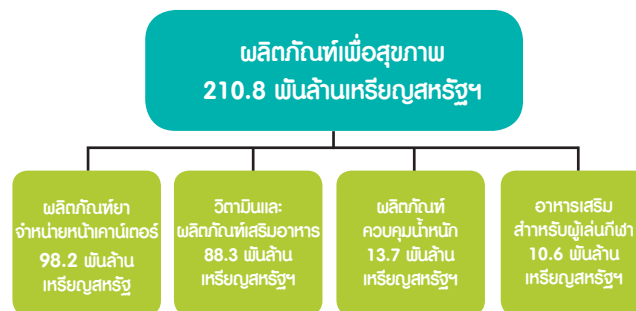 ผลิตภัณฑ์เพื่อสุขภาพ
210.8 พันล้านเหรียญสหรัฐฯ
ผลิตภัณฑ์ยา
จำหน่ายหน้าเคาน์เตอร์
98.2 พันล้าน
เหรียญสหรัฐ
วิตามินและ
ผลิตภัณฑ์เสริมอาหาร
88.3 พันล้าน
เหรียญสหรัฐฯ
ผลิตภัณฑ์
ควบคุมน้ำหนัก
13.7 พันล้าน
เหรียญสหรัฐฯ
อาหารเสริม
สำหรับผู้เล่นกีฬา
10.6 พันล้าน
เหรียญสหรัฐฯ